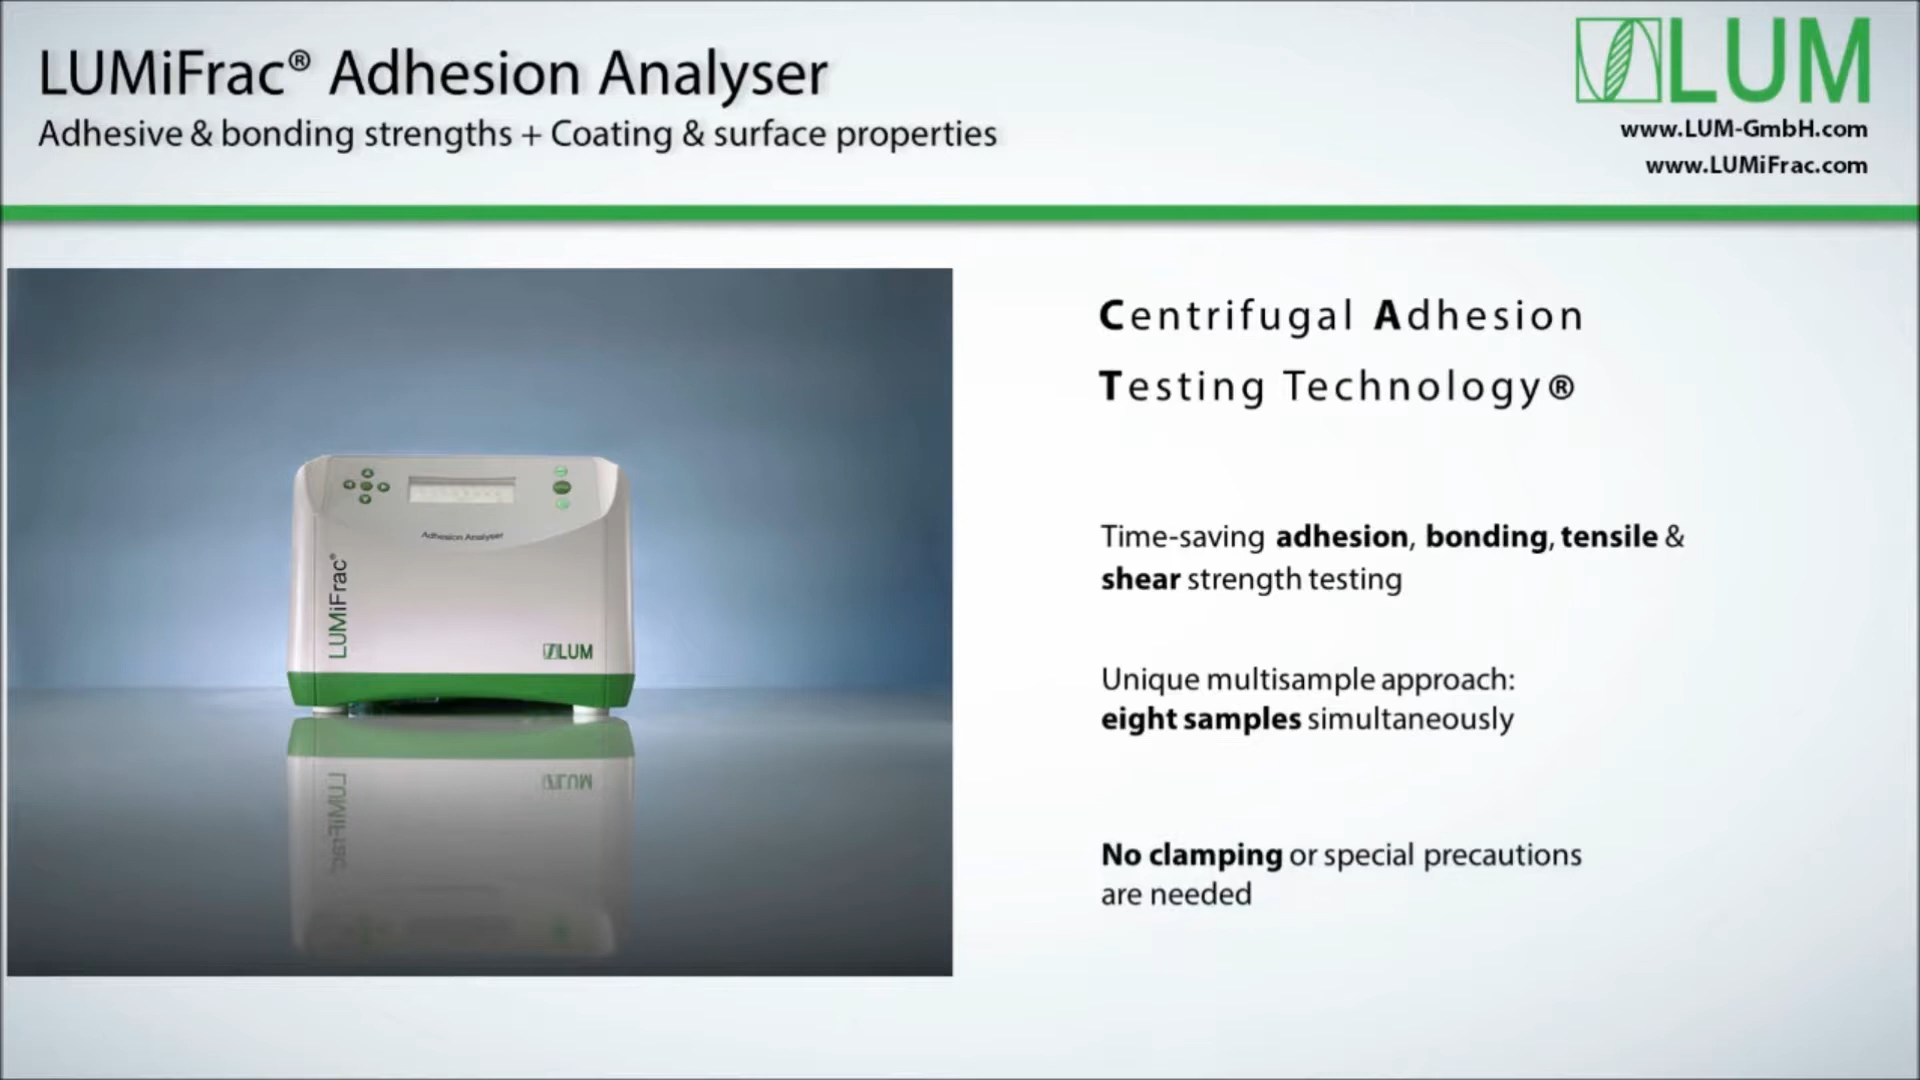 LUMiFrac® Adhesion Analyser
Adhesive & bonding strengths + Coating & surface properties
LUM
www.LUM-GmbH.com
www.LUMiFrac.com
Adhesion Analyser
LUMiFrac®
LUM
Centrifugal Adhesion
Testing Technology®
Time-saving adhesion, bonding, tensile &
shear strength testing
Unique multisample approach:
eight samples simultaneously
No clamping or special precautions
are needed